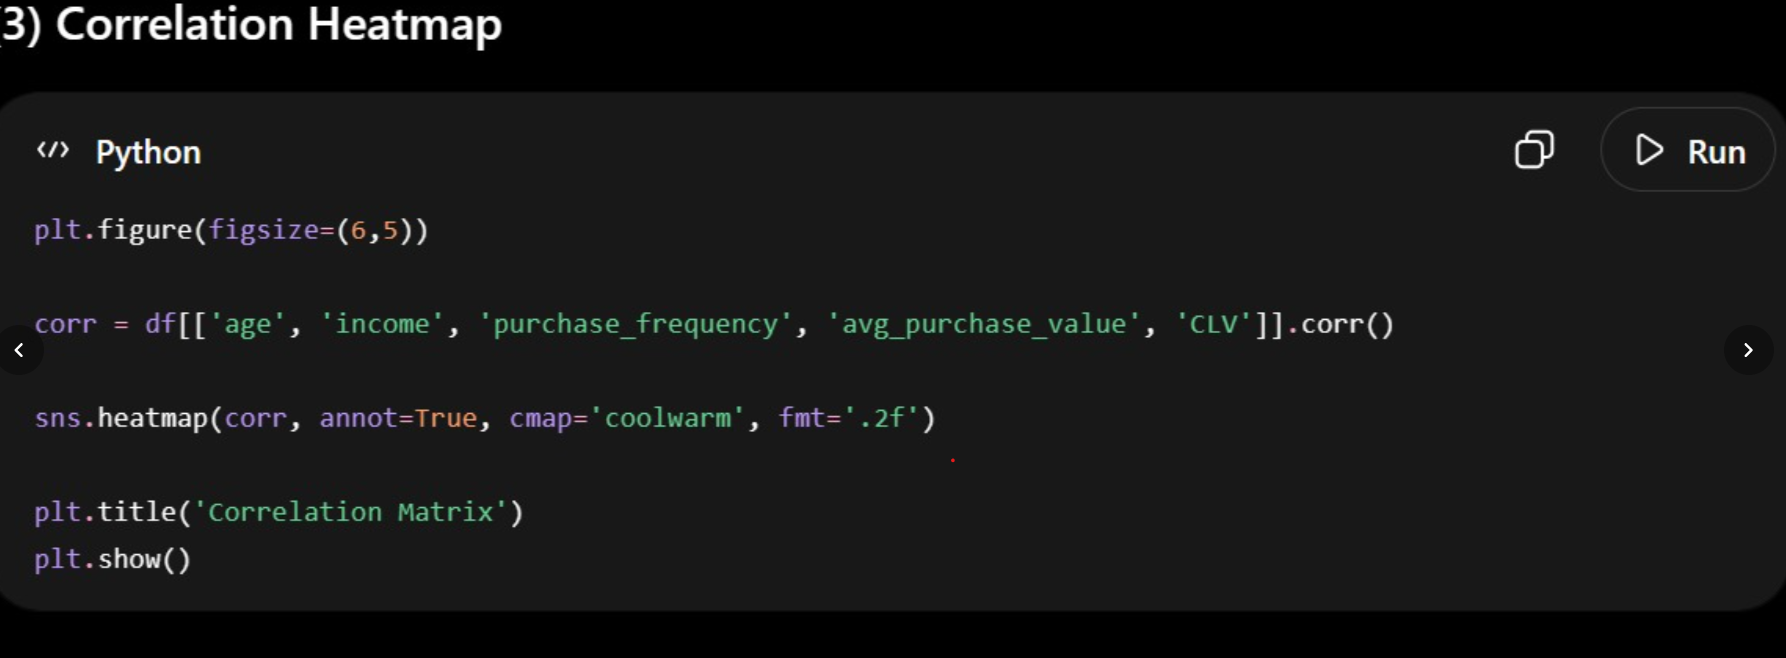 3) Correlation Heatmap
Python
Run
plt.figure(figsize=(6,5))
corr = df[['age', 'income', 'purchase_frequency', 'avg_purchase_value', 'CLV']].corr()
sns.heatmap(corr, annot=True, cmap='coolwarm', fmt='.2f')
plt.title('Correlation Matrix')
plt.show()